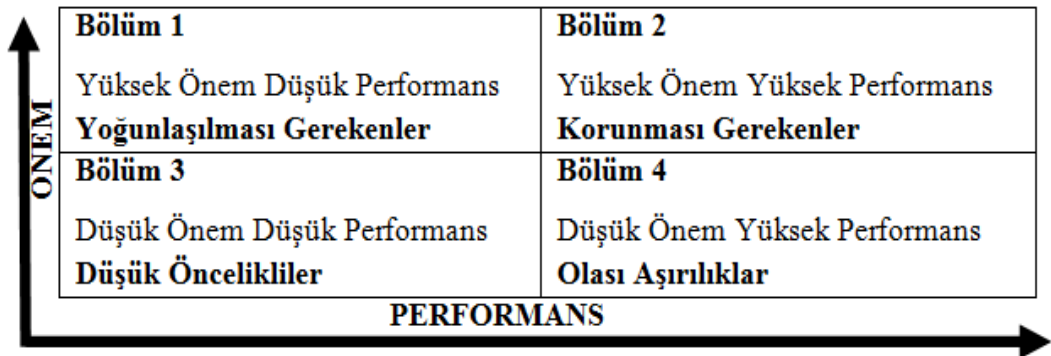 Bölüm 1
Yüksek Önem Düşük Performans
Yoğunlaşılması Gerekenler
Bölüm 2
Yüksek Önem Yüksek Performans
Korunması Gerekenler
ÖNEM
Bölüm 3
Düşük Önem Düşük Performans
Düşük Öncelikliler
Bölüm 4
Düşük Önem Yüksek Performans
Olası Aşırılıklar
PERFORMANS